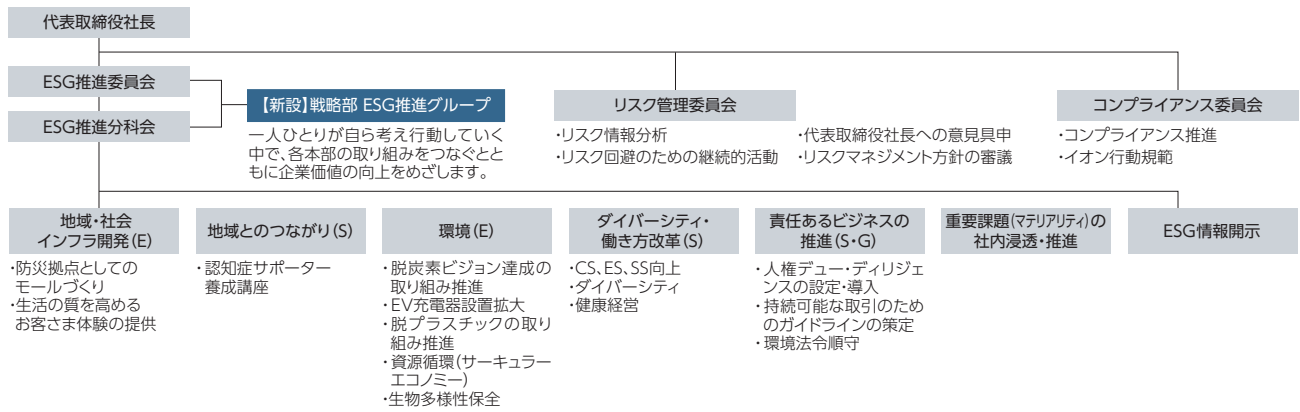 代表取締役社長
ESG推進委員会
ESG推進分科会
【新設】戦略部 ESG推進グループ
一人ひとりが自ら考え行動していく
中で、各本部の取り組みをつなぐとと
もに企業価値の向上をめざします。
リスク管理委員会
・リスク情報分析
・リスク回避のための継続的活動
・代表取締役社長への意見具申
・リスクマネジメント方針の審議
コンプライアンス委員会
・コンプライアンス推進
・イオン行動規範
地域・社会
インフラ開発(E)
・防災拠点としての
モールづくり
・生活の質を高める
お客さま体験の提供
地域とのつながり(S)
・認知症サポーター
養成講座
環境(E)
・脱炭素ビジョン達成の
取り組み推進
・EV充電器設置拡大
・脱プラスチックの取り
組み推進
・資源循環(サーキュラー
エコノミー)
・生物多様性保全
ダイバーシティ・
働き方改革(S)
・CS、ES、SS向上
・ダイバーシティ
・健康経営
責任あるビジネスの
推進(S・G)
・人権デュー・ディリジェ
ンスの設定・導入
・持続可能な取引のため
のガイドラインの策定
・環境法令順守
重要課題(マテリアリティ)の
社内浸透・推進
ESG情報開示